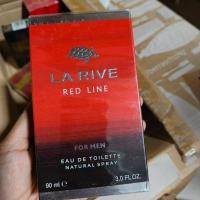 LA RIVE
RED LINE
FOR MEN
EAU DE TOILETTE
NATURAL SPRAY
90 ml e 3.0 FL.OZ.